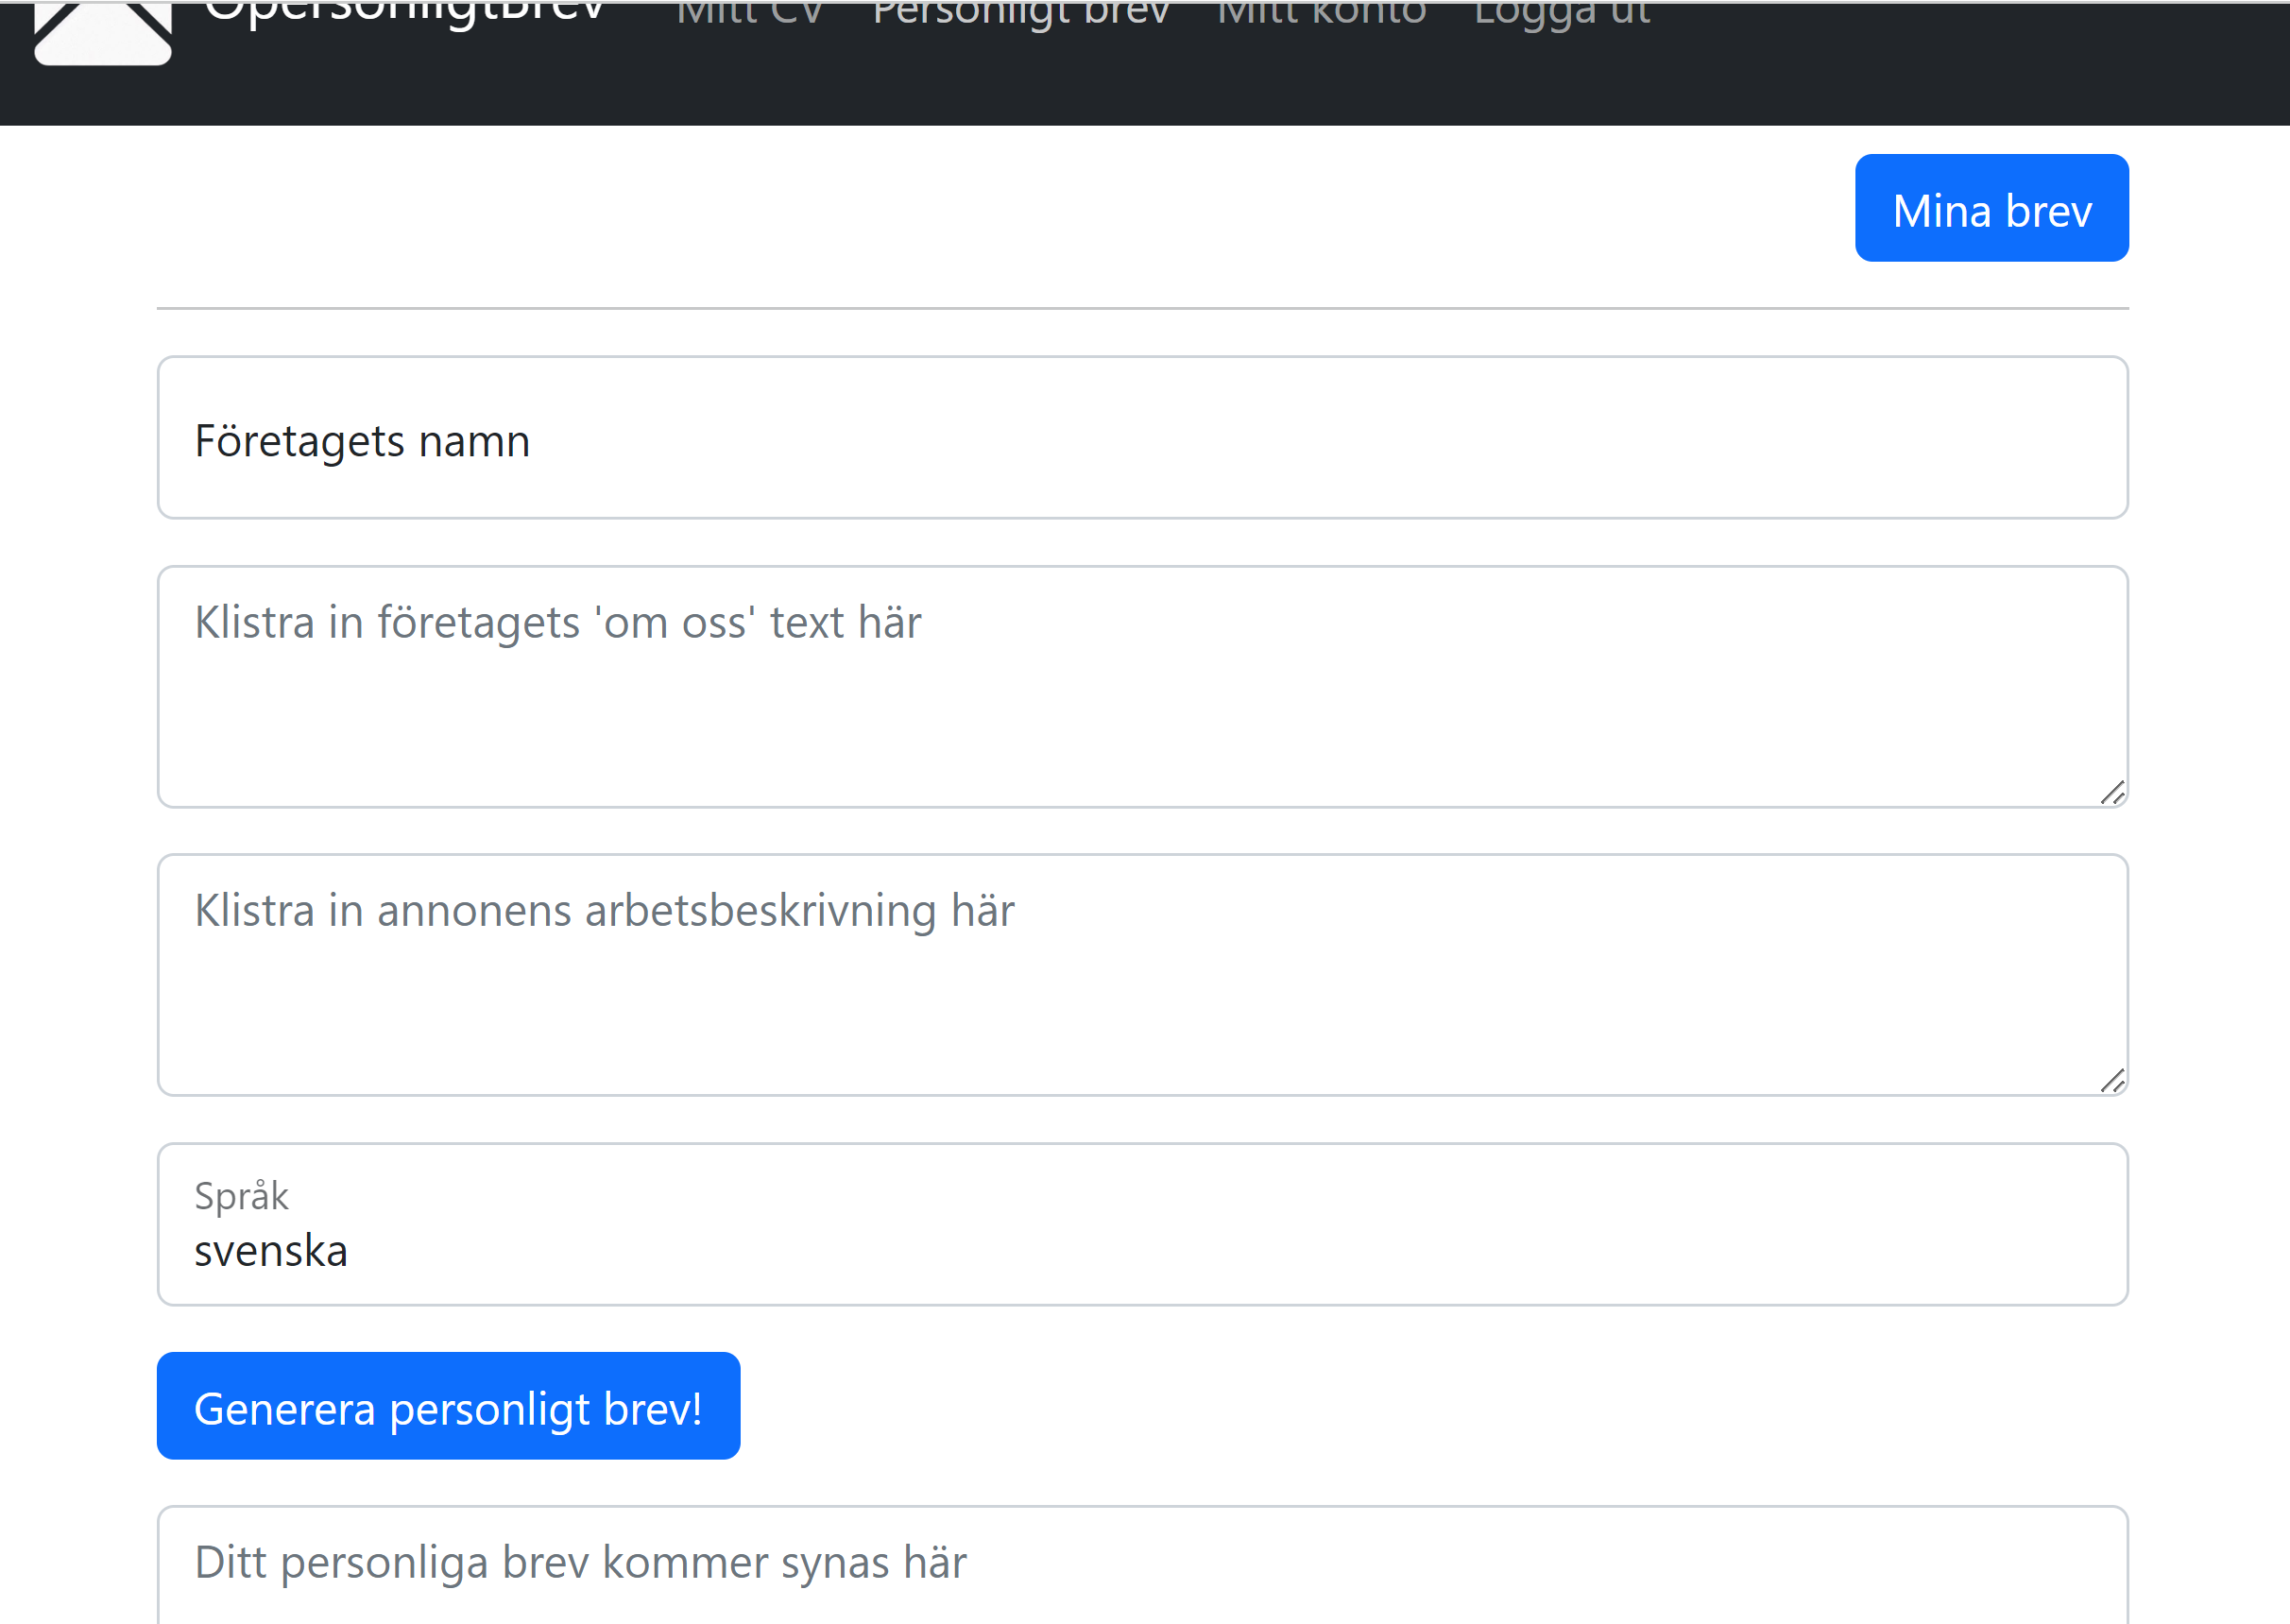 OpersonligtBrev Mitt CV Personligt brev Mitt konto Logga ut
Mina brev
Företagets namn
Klistra in företagets 'om oss' text här
Klistra in annonens arbetsbeskrivning här
Språk
svenska
Generera personligt brev!
Ditt personliga brev kommer synas här